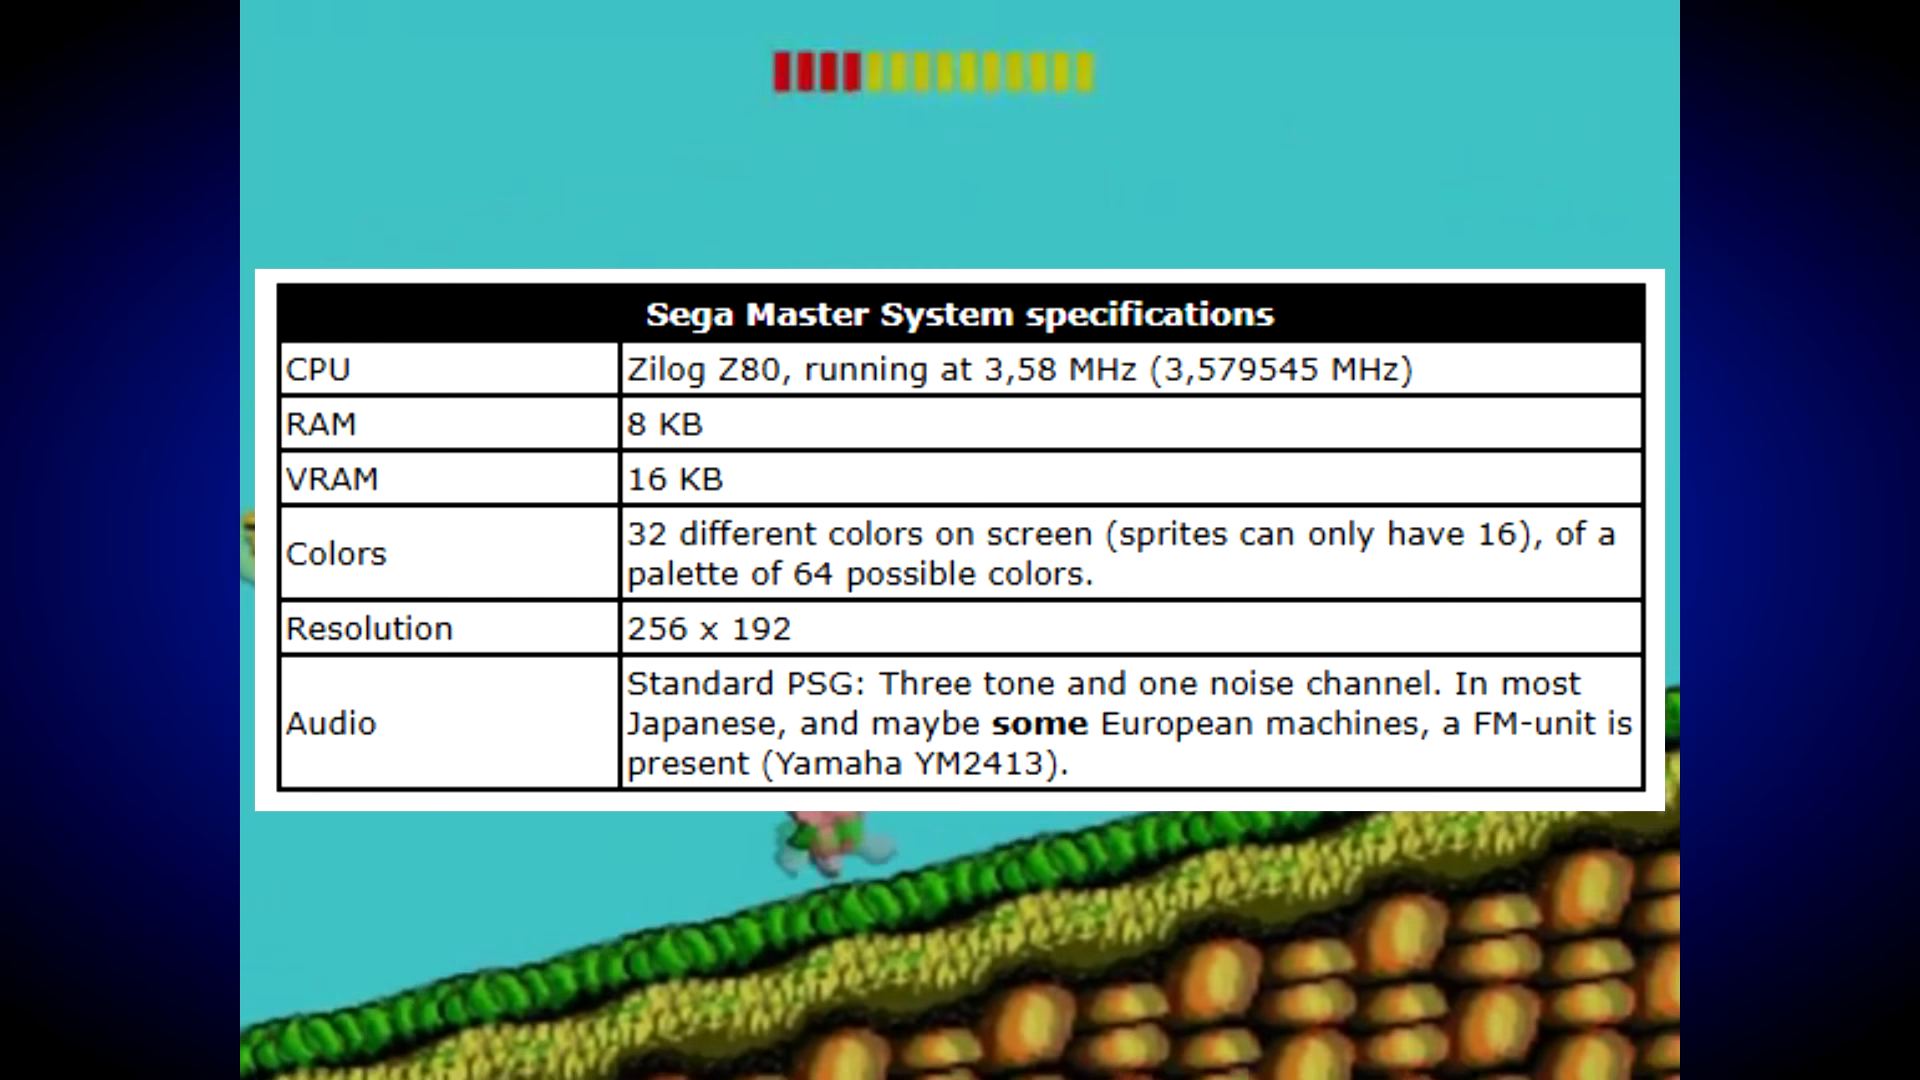 Sega Master System specifications
CPU
Zilog Z80, running at 3,58 MHz (3,579545 MHz)
RAM
8 KB
VRAM
16 KB
Colors
32 different colors on screen (sprites can only have 16), of a
palette of 64 possible colors.
Resolution
256 x 192
Audio
Standard PSG: Three tone and one noise channel. In most
Japanese, and maybe some European machines, a FM-unit is
present (Yamaha YM2413).